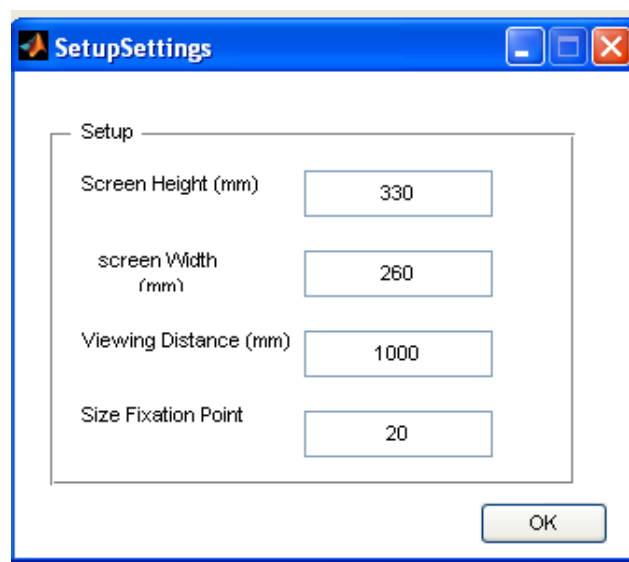 SetupSettings
Setup
Screen Height (mm)
330
screen Width
(mm)
260
Viewing Distance (mm)
1000
Size Fixation Point
20
OK